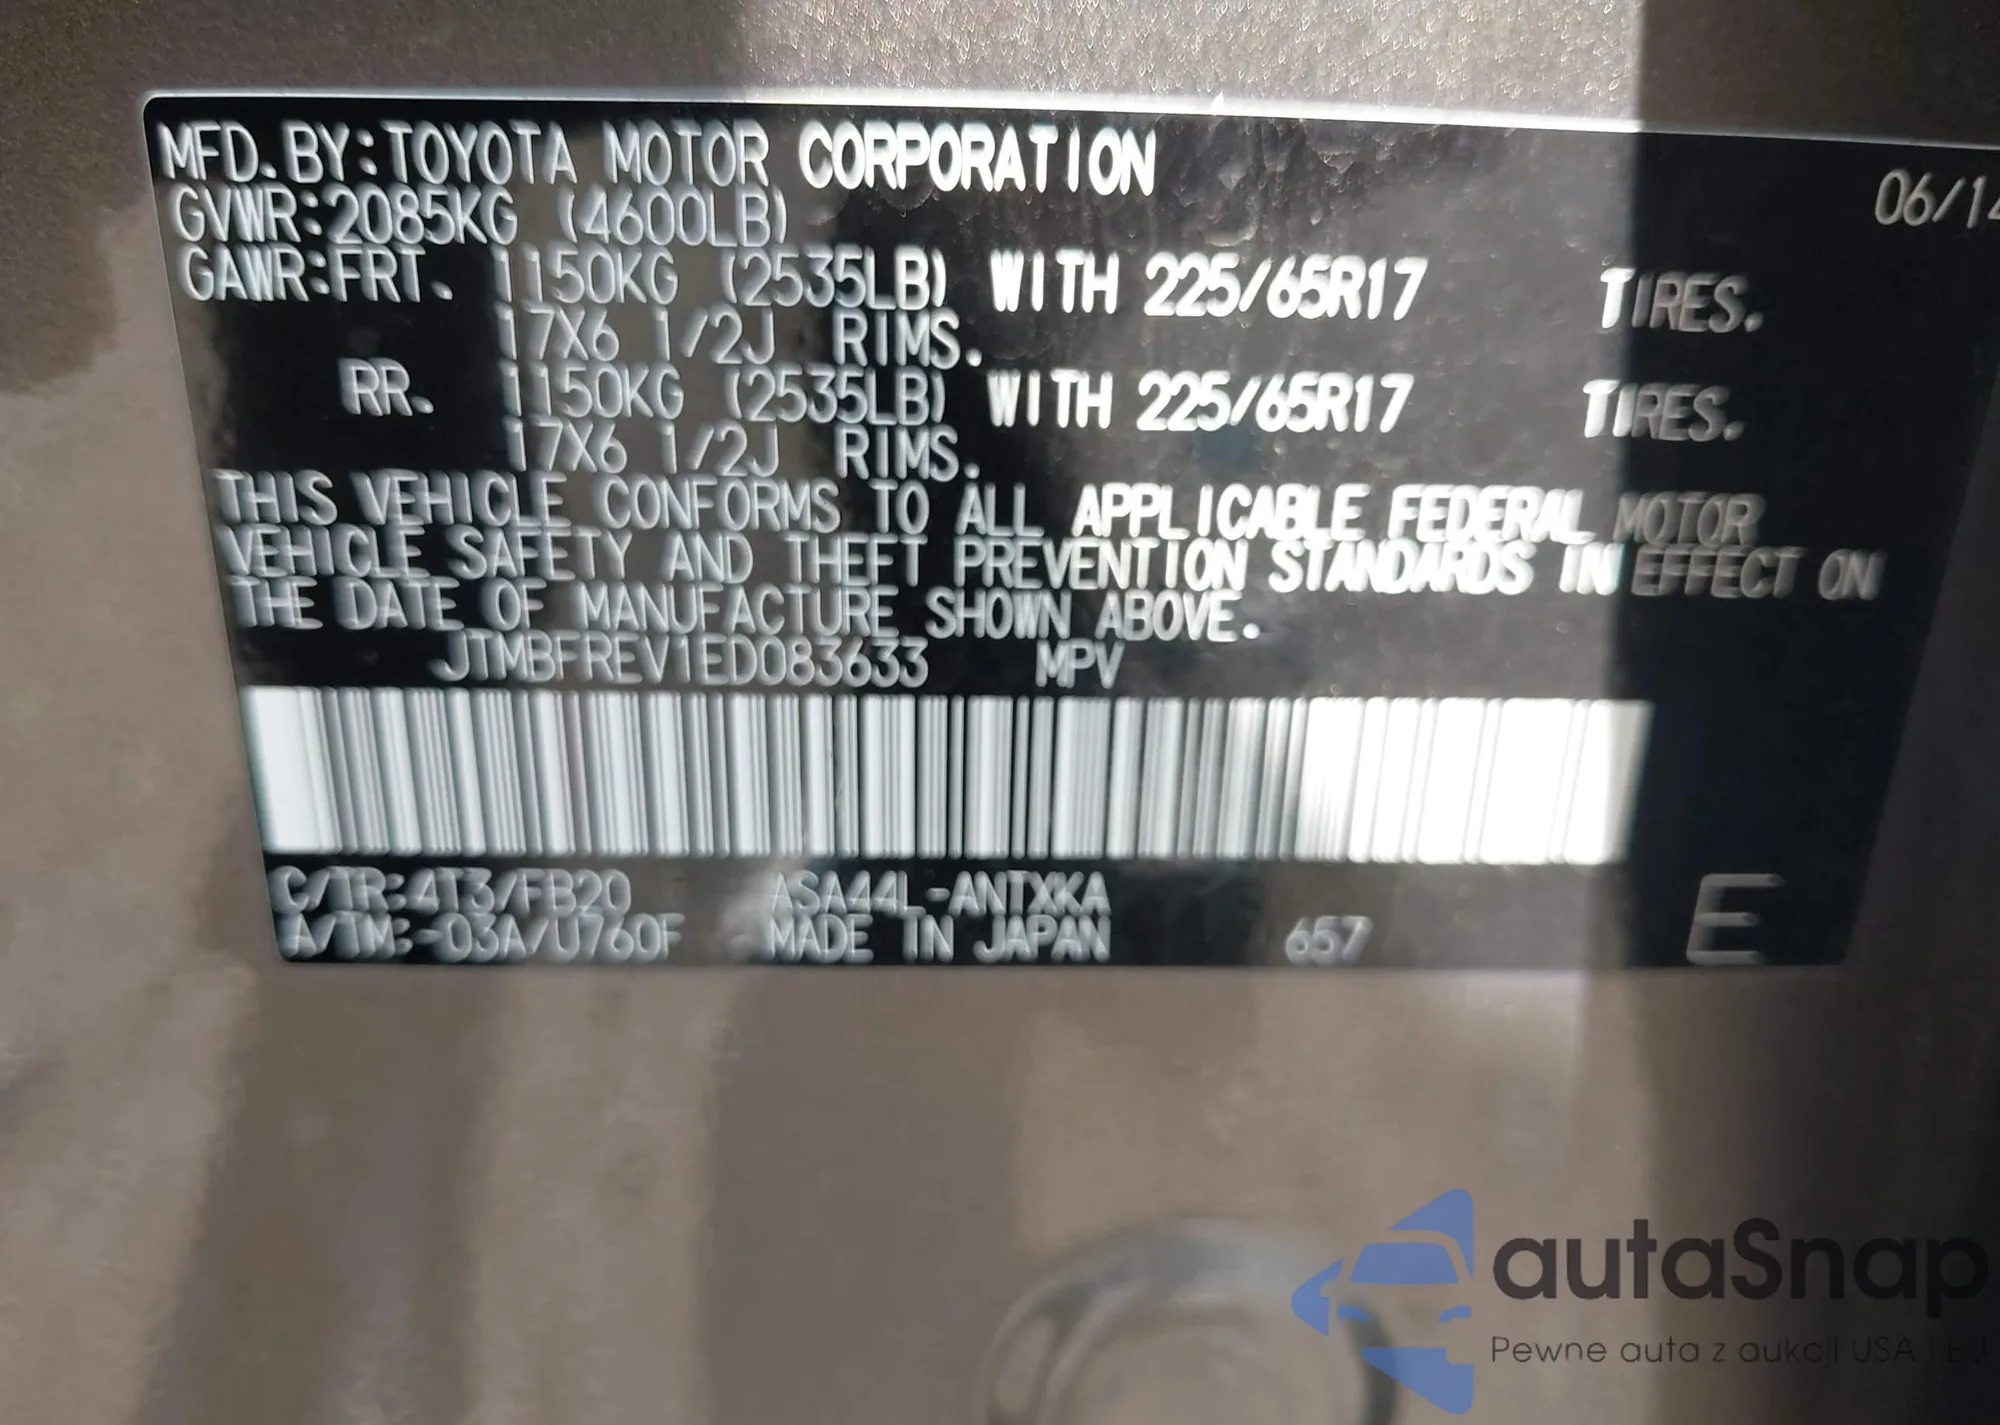 MFD. BY:TOYOTA MOTOR CORPORATION 06/14
GVWR:2085KG (4600LB)
GAWR:FRT. 1150KG (2535LB) WITH 225/65R17 TIRES.
17X6 1/2J RIMS.
RR. 1150KG (2535LB) WITH 225/65R17 TIRES.
17X6 1/2J RIMS.
THIS VEHICLE CONFORMS TO ALL APPLICABLE FEDERAL MOTOR
VEHICLE SAFETY AND THEFT PREVENTION STANDARDS IN EFFECT ON
THE DATE OF MANUFACTURE SHOWN ABOVE.
JTMBFREV1ED083633 MPV
C/TR:4T3/FB20 ASA44L-ANTXKA
A/TM:-03A/U760F MADE IN JAPAN 657 E
autaSnap
Pewne auta z aukcji USA i EU